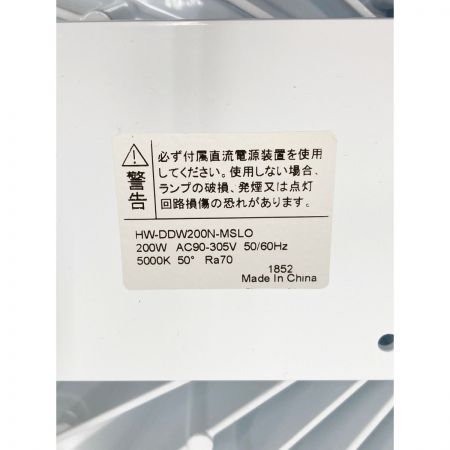 必ず付属直流電源装置を使用
してください。使用しない場合、
ランプの破損、発煙又は点灯
回路損傷の恐れがあります。
警告
HW-DDW200N-MSLO
200W AC90-305V 50/60Hz
5000K 50° Ra70
1852
Made In China